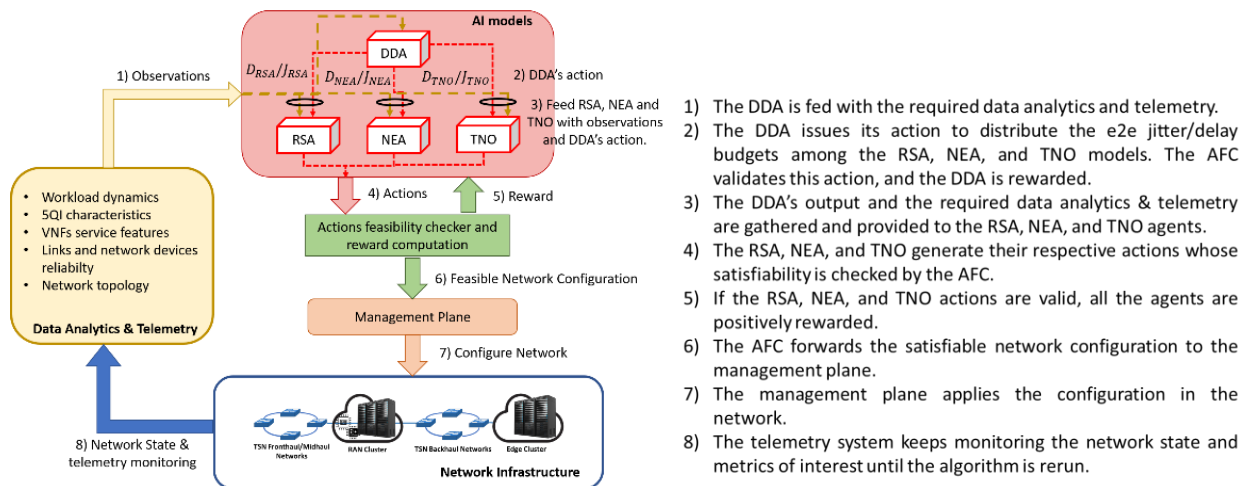 AI models
DDA
D_RSA/J_RSA
D_NEA/J_NEA
D_TNO/J_TNO
1) Observations
2) DDA's action
3) Feed RSA, NEA and
TNO with observations
and DDA's action.
RSA
NEA
TNO
4) Actions
5) Reward
Actions feasibility checker and
reward computation
6) Feasible Network Configuration
Management Plane
7) Configure Network
• Workload dynamics
• 5QI characteristics
• VNFs service features
• Links and network devices
reliabilty
• Network topology
Data Analytics & Telemetry
8) Network State &
telemetry monitoring
TSN Fronthaul/Midhaul
Networks
RAN Cluster
TSN Backhaul Networks
Edge Cluster
Network Infrastructure
1) The DDA is fed with the required data analytics and telemetry.
2) The DDA issues its action to distribute the e2e jitter/delay
budgets among the RSA, NEA, and TNO models. The AFC
validates this action, and the DDA is rewarded.
3) The DDA's output and the required data analytics & telemetry
are gathered and provided to the RSA, NEA, and TNO agents.
4) The RSA, NEA, and TNO generate their respective actions whose
satisfiability is checked by the AFC.
5) If the RSA, NEA, and TNO actions are valid, all the agents are
positively rewarded.
6) The AFC forwards the satisfiable network configuration to the
management plane.
7) The management plane applies the configuration in the
network.
8) The telemetry system keeps monitoring the network state and
metrics of interest until the algorithm is rerun.